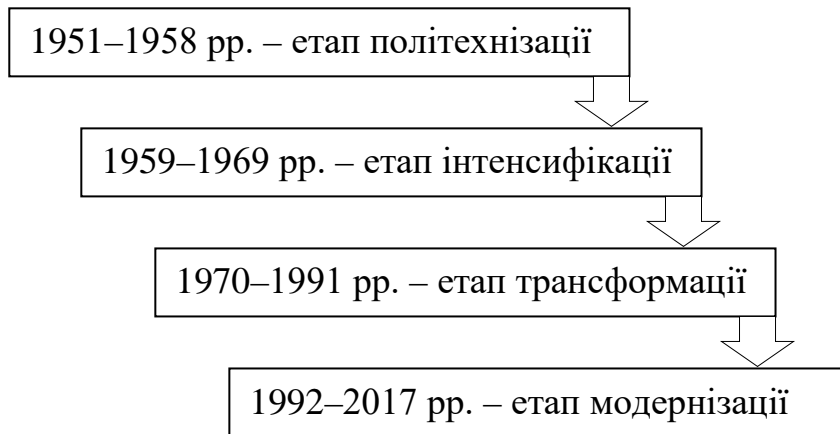 1951–1958 рр. – етап політехнізації
1959–1969 рр. – етап інтенсифікації
1970–1991 рр. – етап трансформації
1992–2017 рр. – етап модернізації